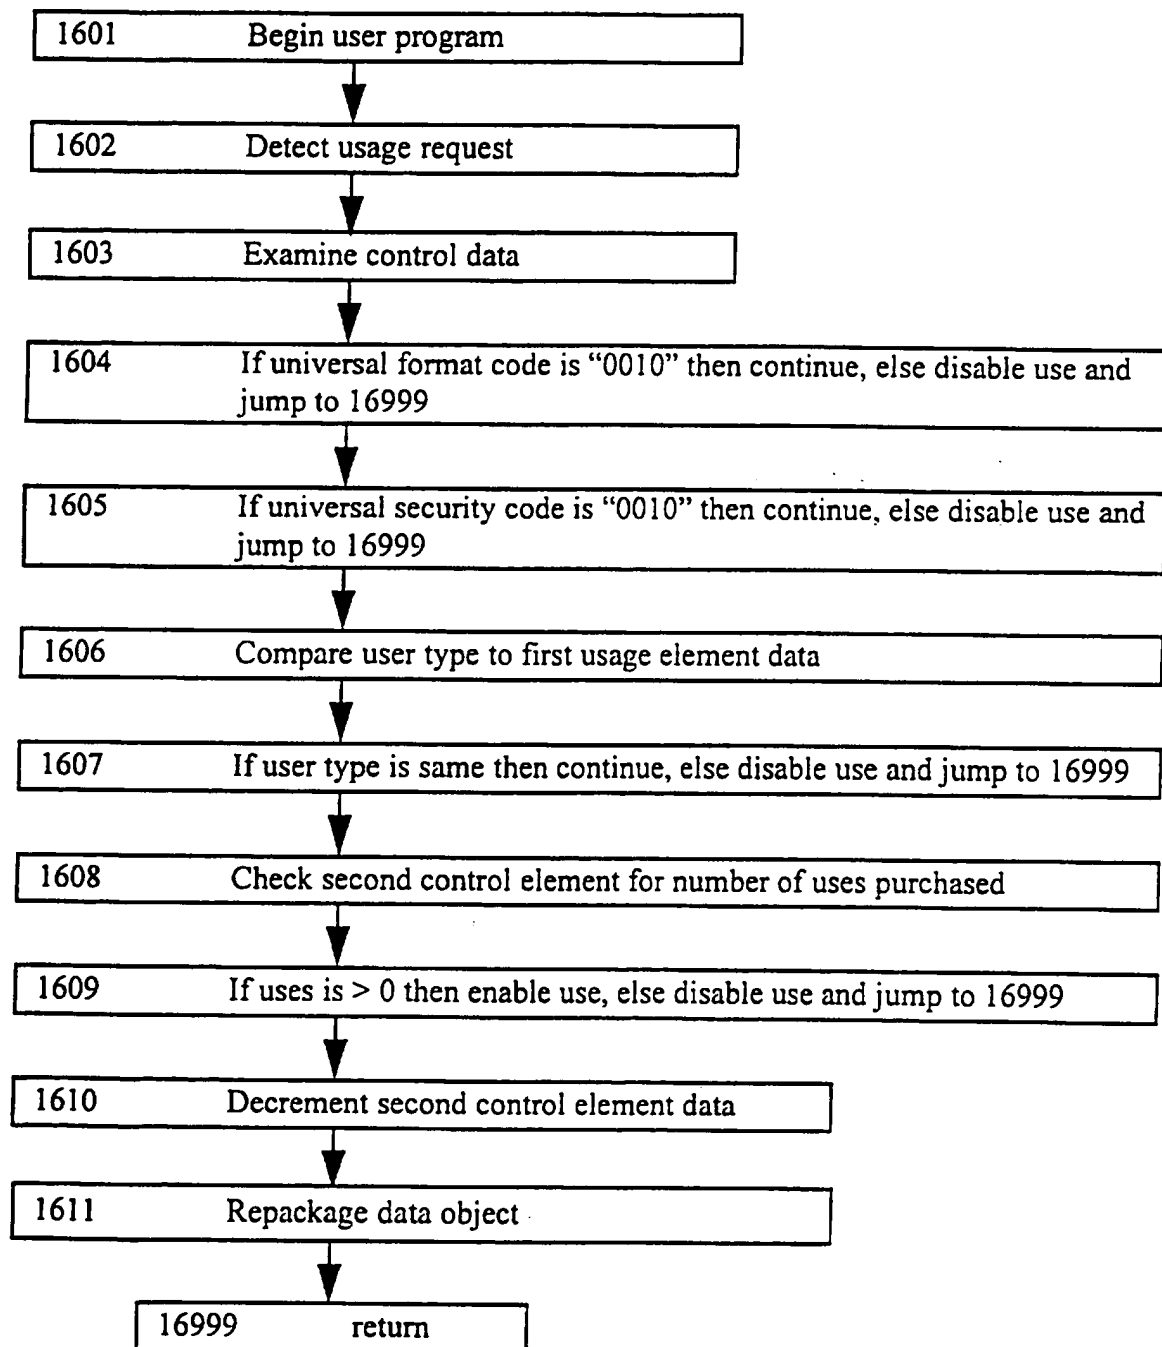 1601 Begin user program
1602 Detect usage request
1603 Examine control data
1604 If universal format code is “0010” then continue, else disable use and
jump to 16999
1605 If universal security code is “0010” then continue, else disable use and
jump to 16999
1606 Compare user type to first usage element data
1607 If user type is same then continue, else disable use and jump to 16999
1608 Check second control element for number of uses purchased
1609 If uses is > 0 then enable use, else disable use and jump to 16999
1610 Decrement second control element data
1611 Repackage data object
16999 return